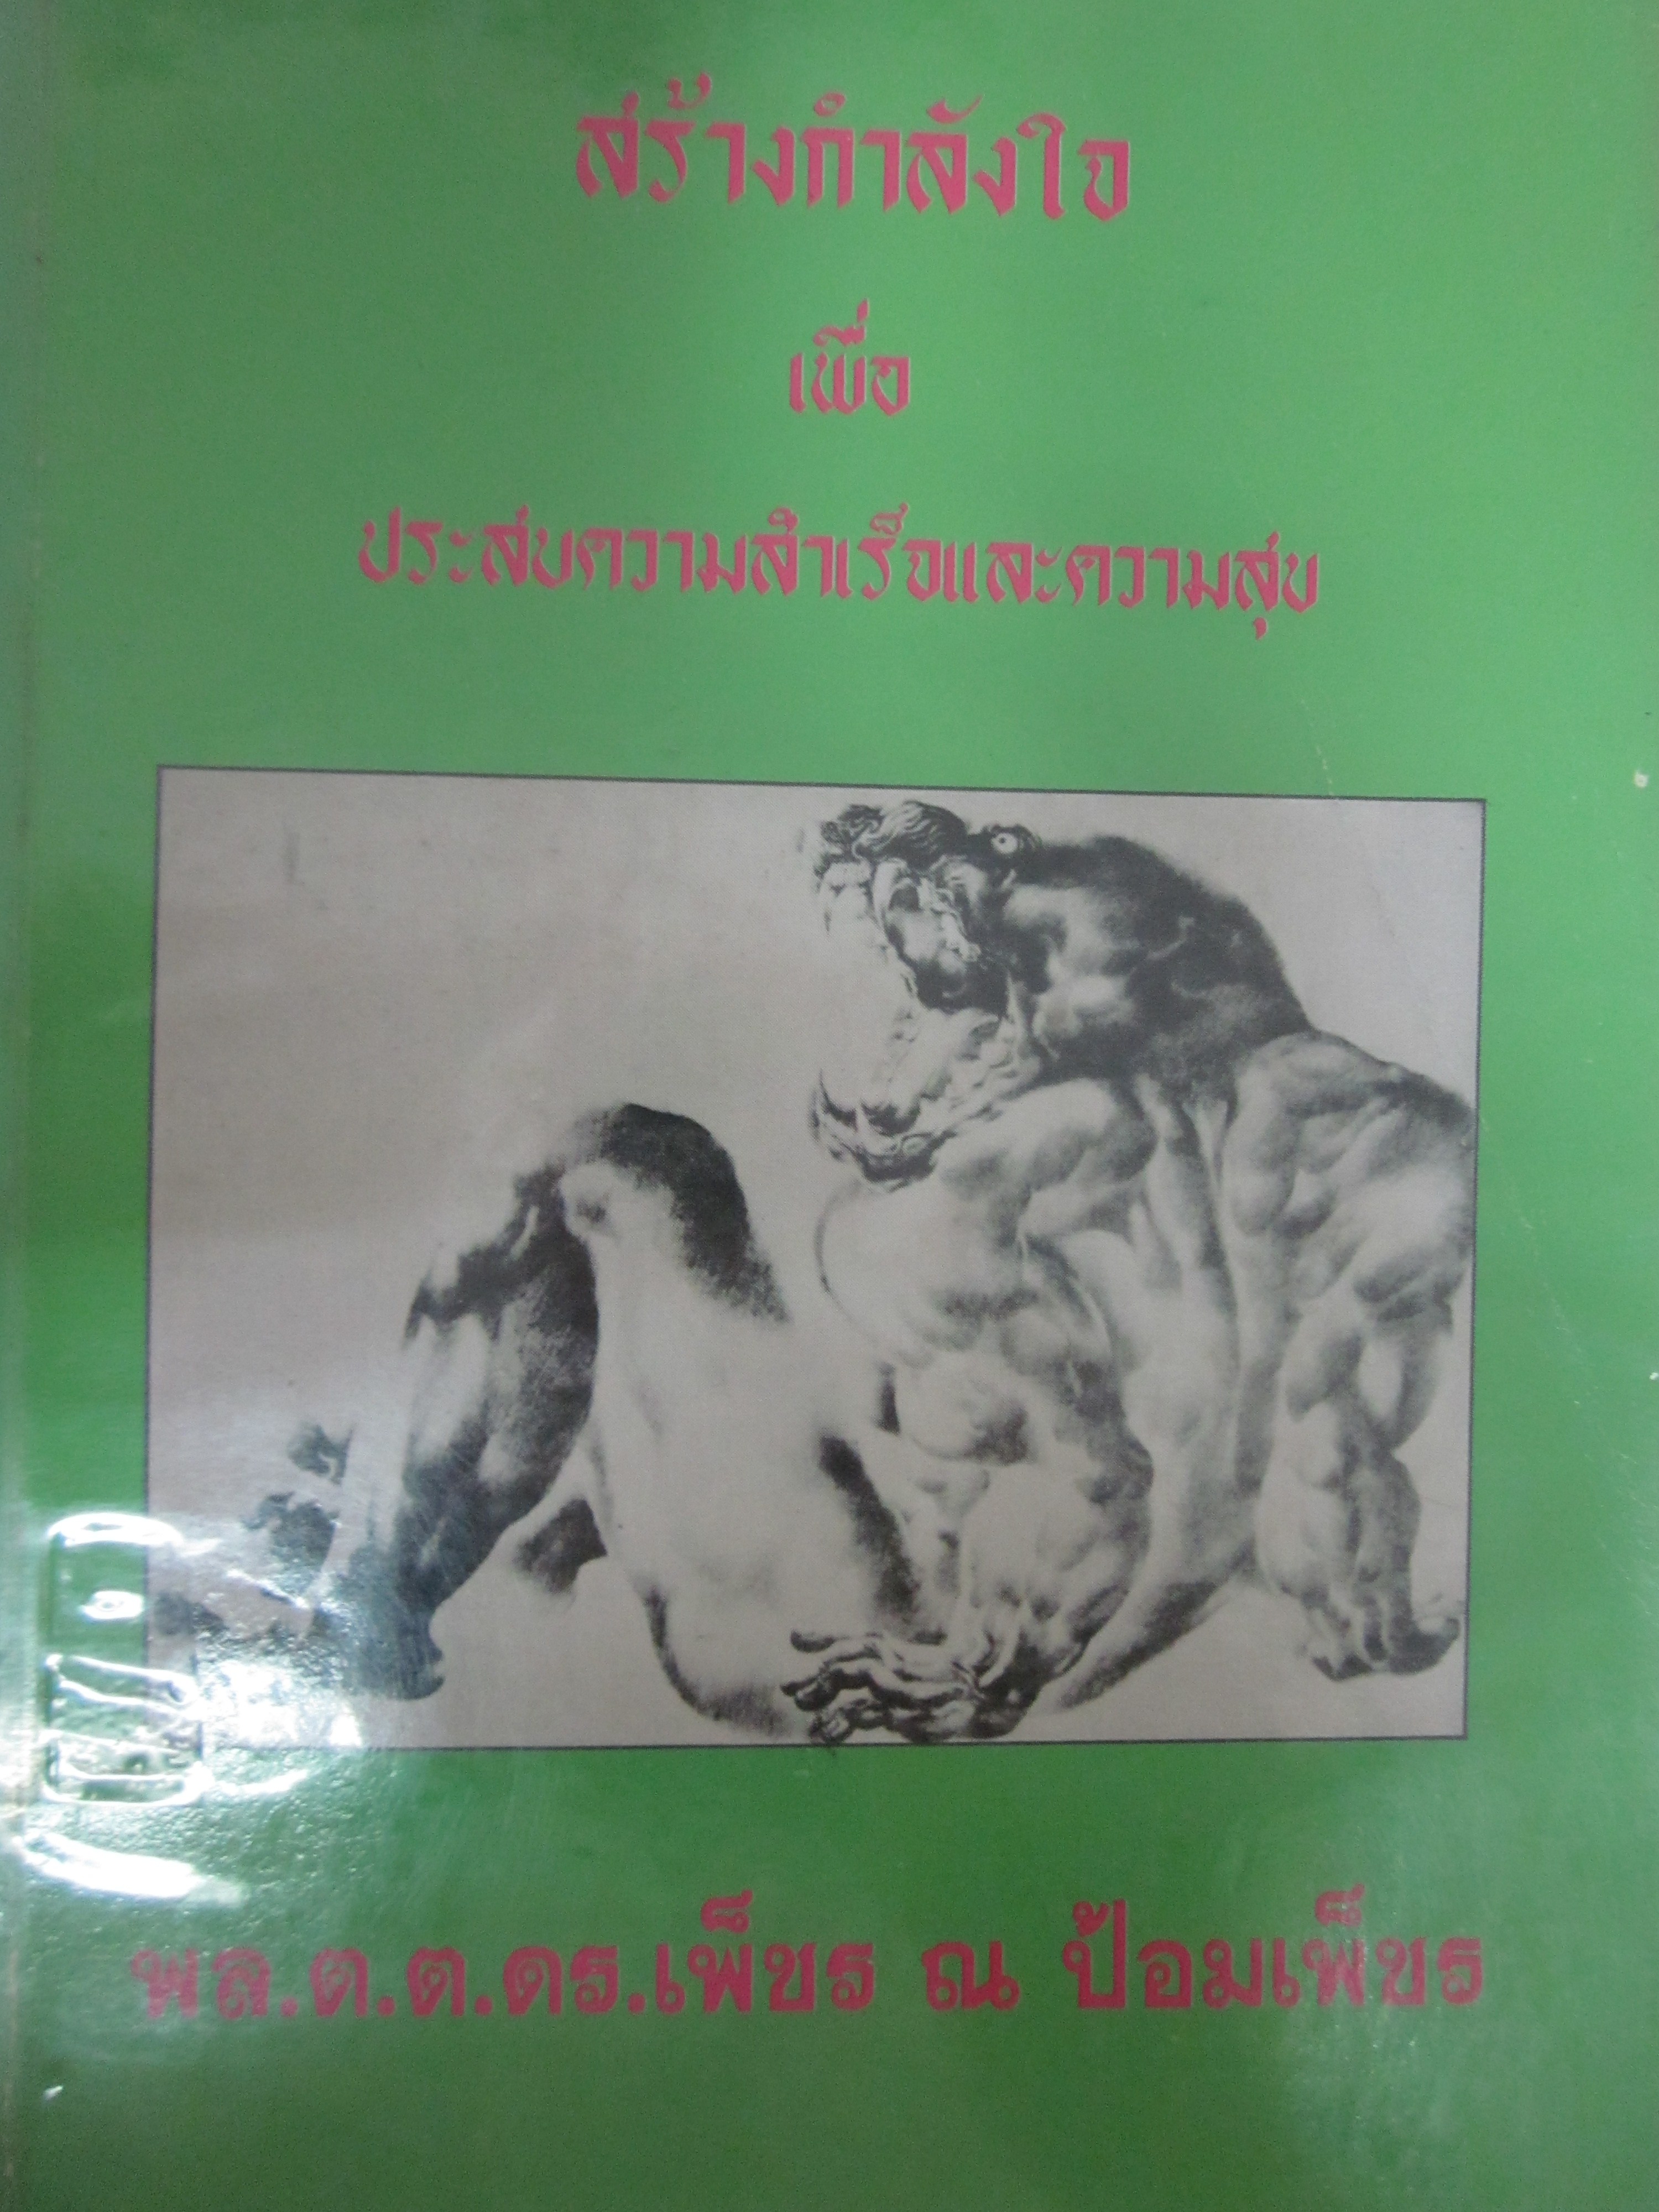 สร้างกำลังใจ
เพื่อ
ประสบความสำเร็จและความสุข
พล.ต.ต.ดร.เพ็ชร ณ ป้อมเพ็ชร